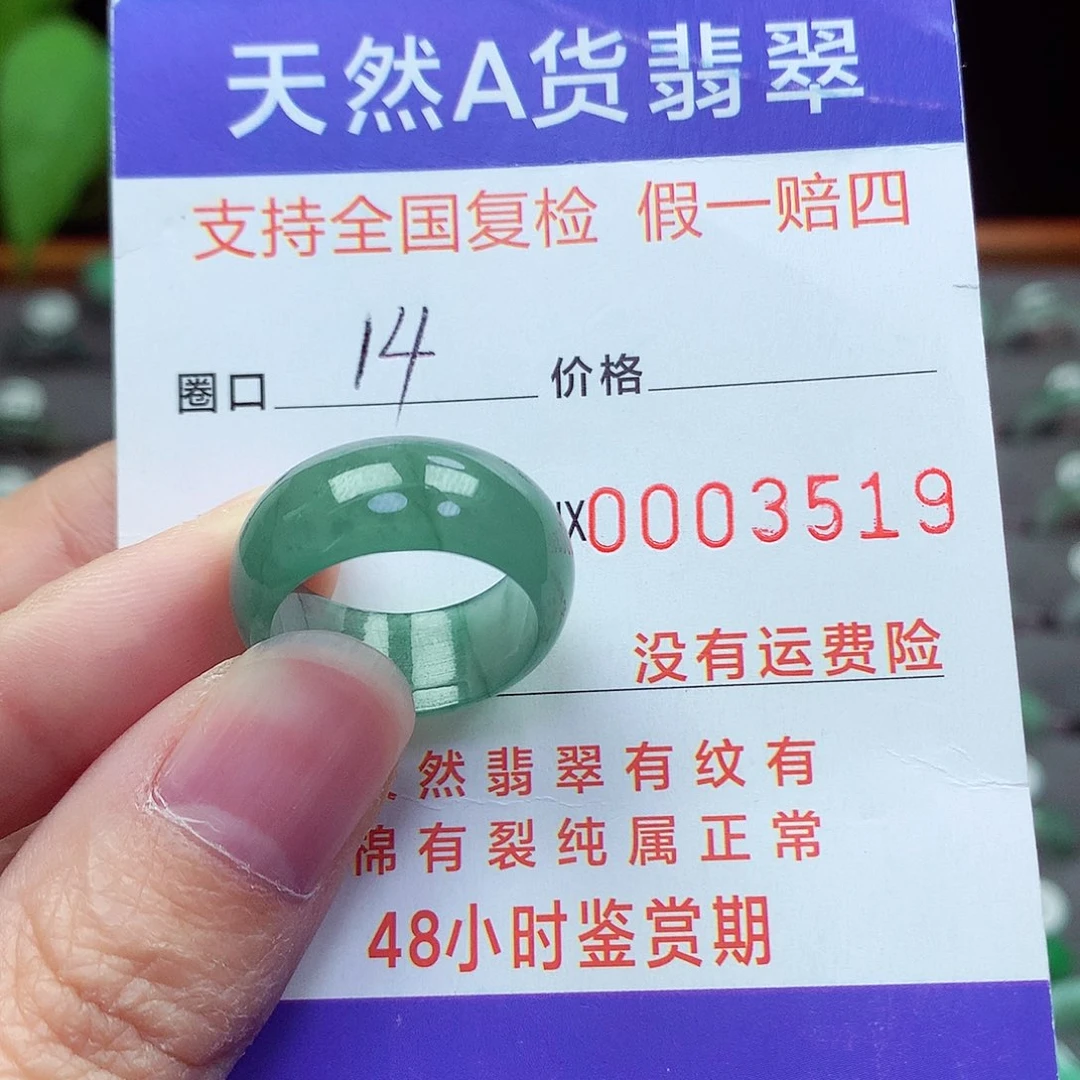 天然A货翡翠
支持全国复检 假一赔四
圈口 14 价格
X0003519
没有运费险
然翡翠有纹有
棉有裂纯属正常
48小时鉴赏期